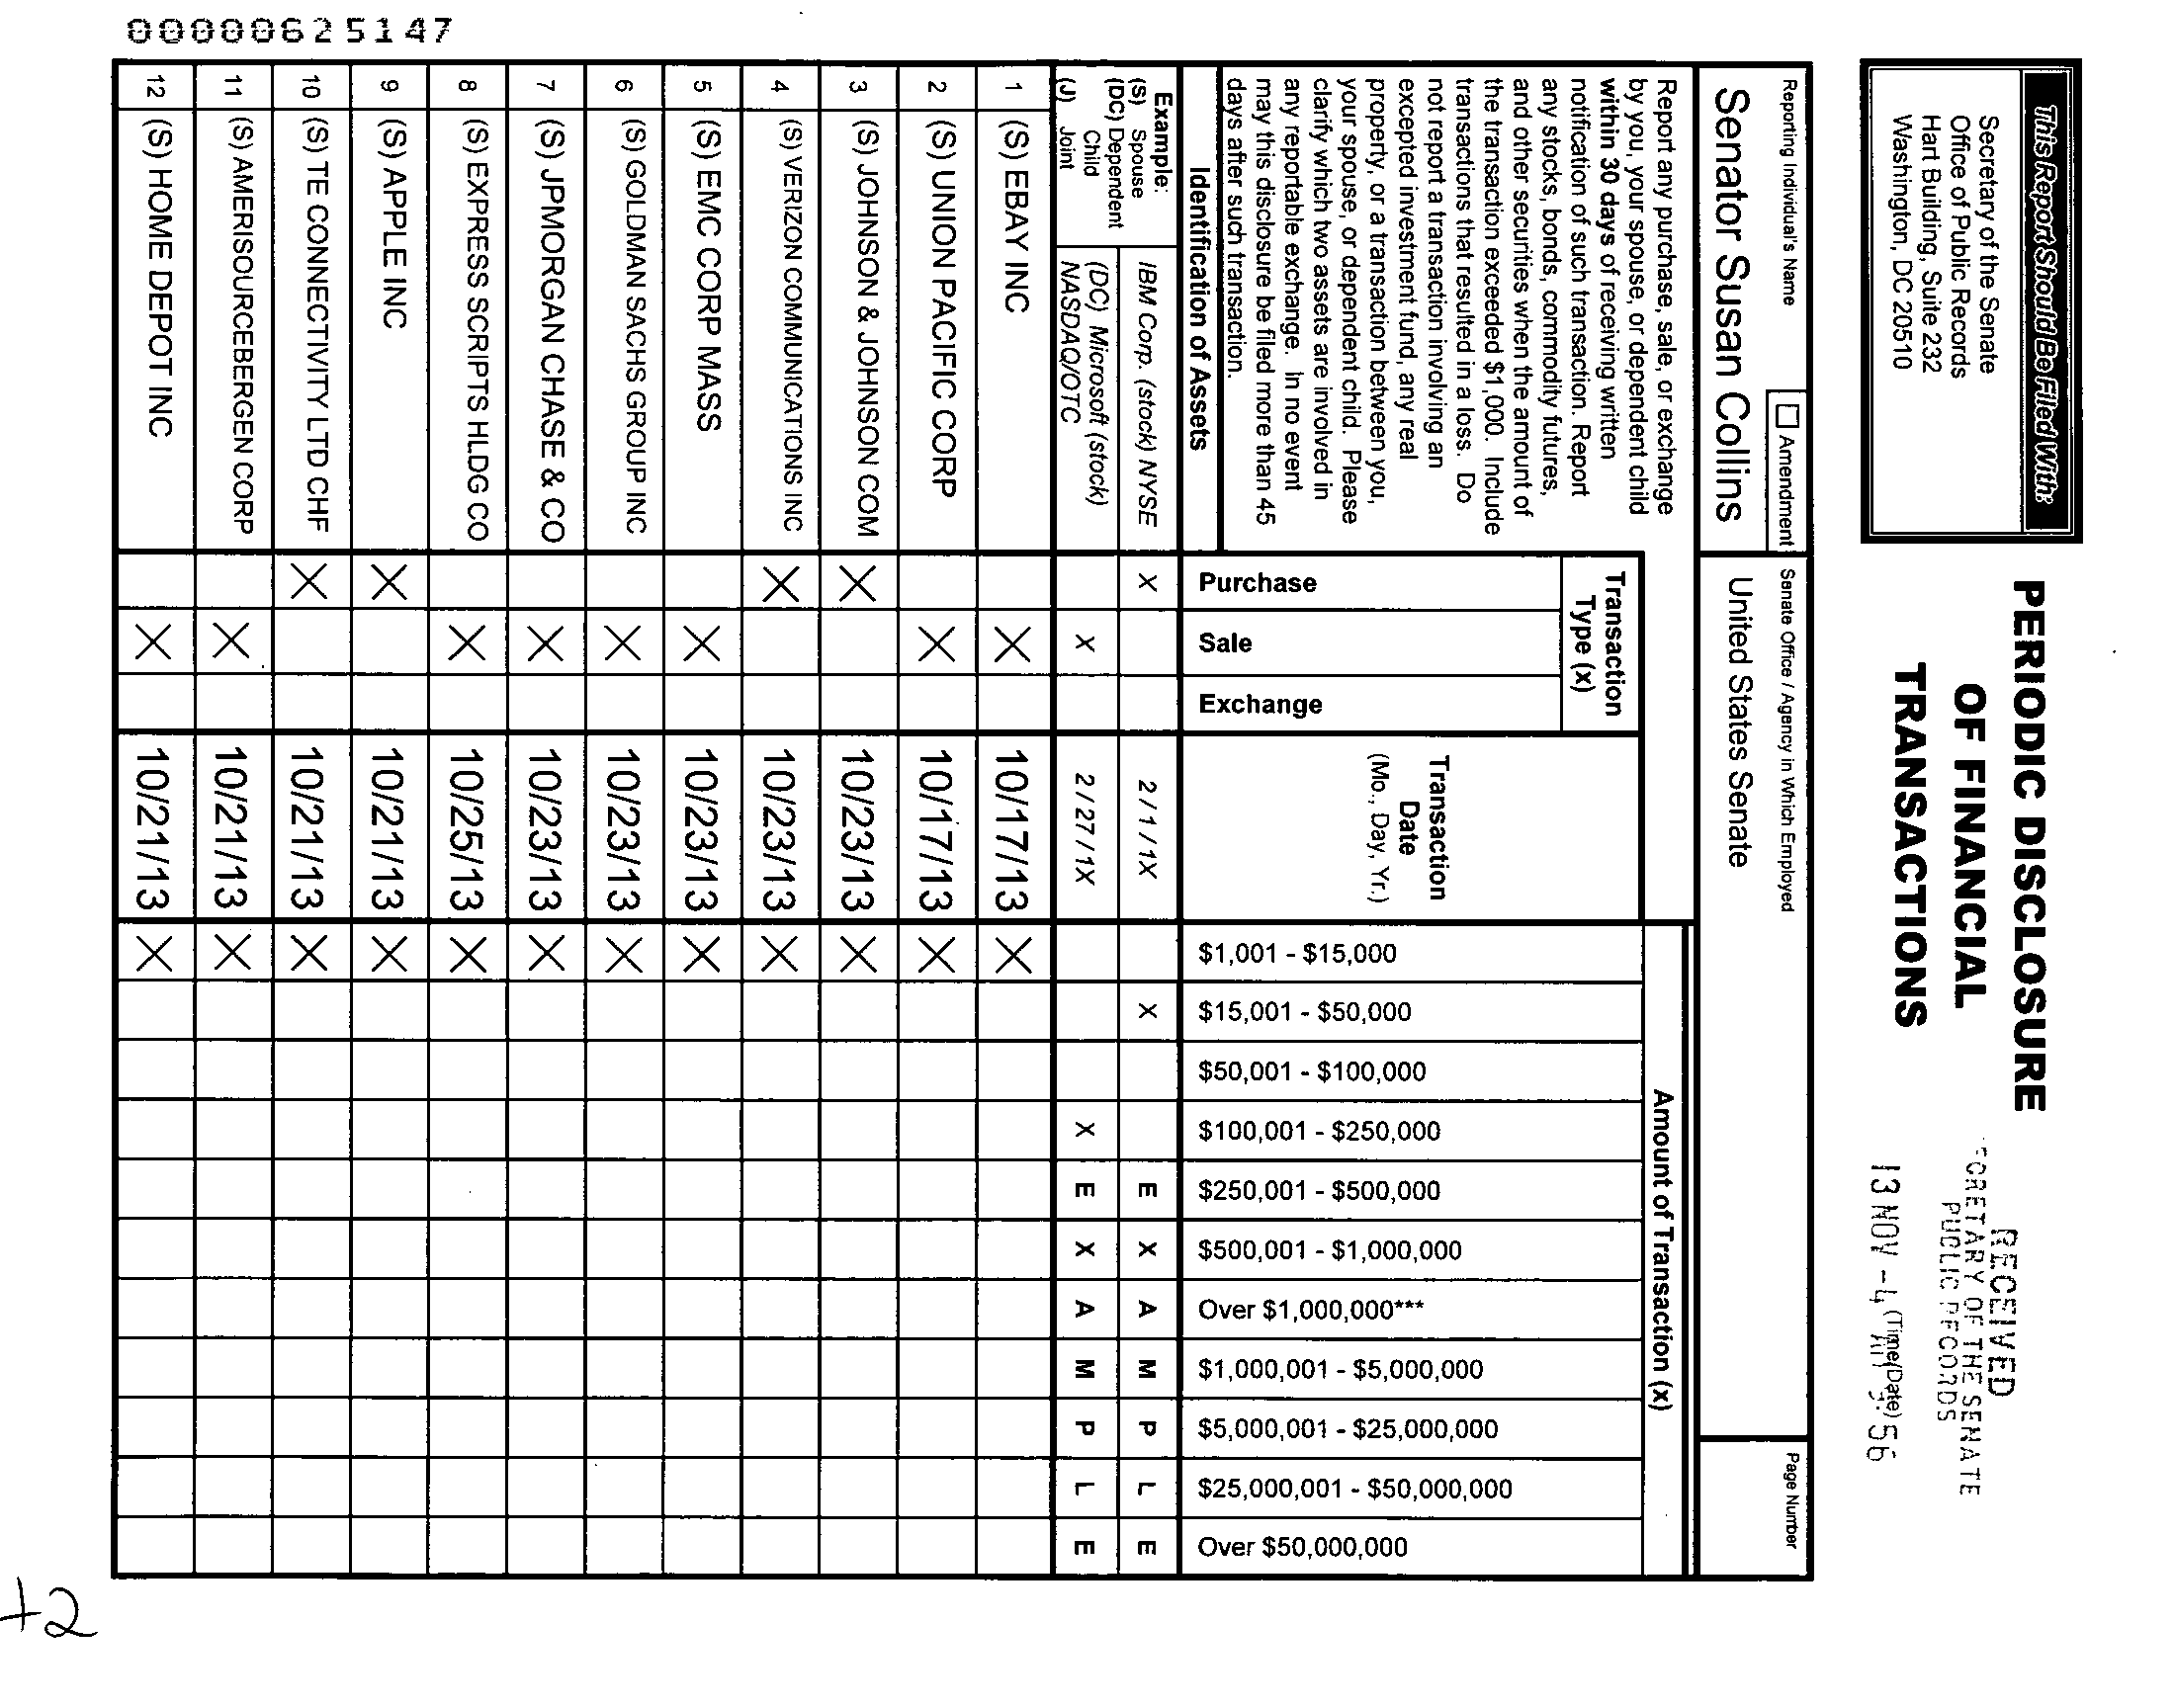 This Report Should Be Filed With:
Secretary of the Senate
Office of Public Records
Hart Building, Suite 232
Washington, DC 20510
PERIODIC DISCLOSURE
OF FINANCIAL
TRANSACTIONS
RECEIVED
SECRETARY OF THE SENATE
PUBLIC RECORDS
(Time/Date)
13 NOV -4 AM 9:56
Reporting Individual's Name
Amendment
Senator Susan Collins
Senate Office / Agency in Which Employed
United States Senate
Page Number
Report any purchase, sale, or exchange
by you, your spouse, or dependent child
within 30 days of receiving written
notification of such transaction. Report
any stocks, bonds, commodity futures,
and other securities when the amount of
the transaction exceeded $1,000. Include
transactions that resulted in a loss. Do
not report a transaction involving an
excepted investment fund, any real
property, or a transaction between you,
your spouse, or dependent child. Please
clarify which two assets are involved in
any reportable exchange. In no event
may this disclosure be filed more than 45
days after such transaction.
Identification of Assets
Transaction
Type (x)
Purchase
Sale
Exchange
Transaction
Date
(Mo., Day, Yr.)
Amount of Transaction (x)
$1,001 - $15,000
$15,001 - $50,000
$50,001 - $100,000
$100,001 - $250,000
$250,001 - $500,000
$500,001 - $1,000,000
Over $1,000,000***
$1,000,001 - $5,000,000
$5,000,001 - $25,000,000
$25,000,001 - $50,000,000
Over $50,000,000
Example:
(S) Spouse
(DC) Dependent
Child
(J) Joint
IBM Corp. (stock) NYSE X 2 / 1 / 1X X E X A M P L E
(DC) Microsoft (stock)
NASDAQ/OTC X 2 / 27 / 1X X E X A M P L E
1 (S) EBAY INC X 10/17/13 X
2 (S) UNION PACIFIC CORP X 10/17/13 X
3 (S) JOHNSON & JOHNSON COM X 10/23/13 X
4 (S) VERIZON COMMUNICATIONS INC X 10/23/13 X
5 (S) EMC CORP MASS X 10/23/13 X
6 (S) GOLDMAN SACHS GROUP INC X 10/23/13 X
7 (S) JPMORGAN CHASE & CO X 10/23/13 X
8 (S) EXPRESS SCRIPTS HLDG CO X 10/25/13 X
9 (S) APPLE INC X 10/21/13 X
10 (S) TE CONNECTIVITY LTD CHF X 10/21/13 X
11 (S) AMERISOURCEBERGEN CORP X 10/21/13 X
12 (S) HOME DEPOT INC X 10/21/13 X
00000625147
+2